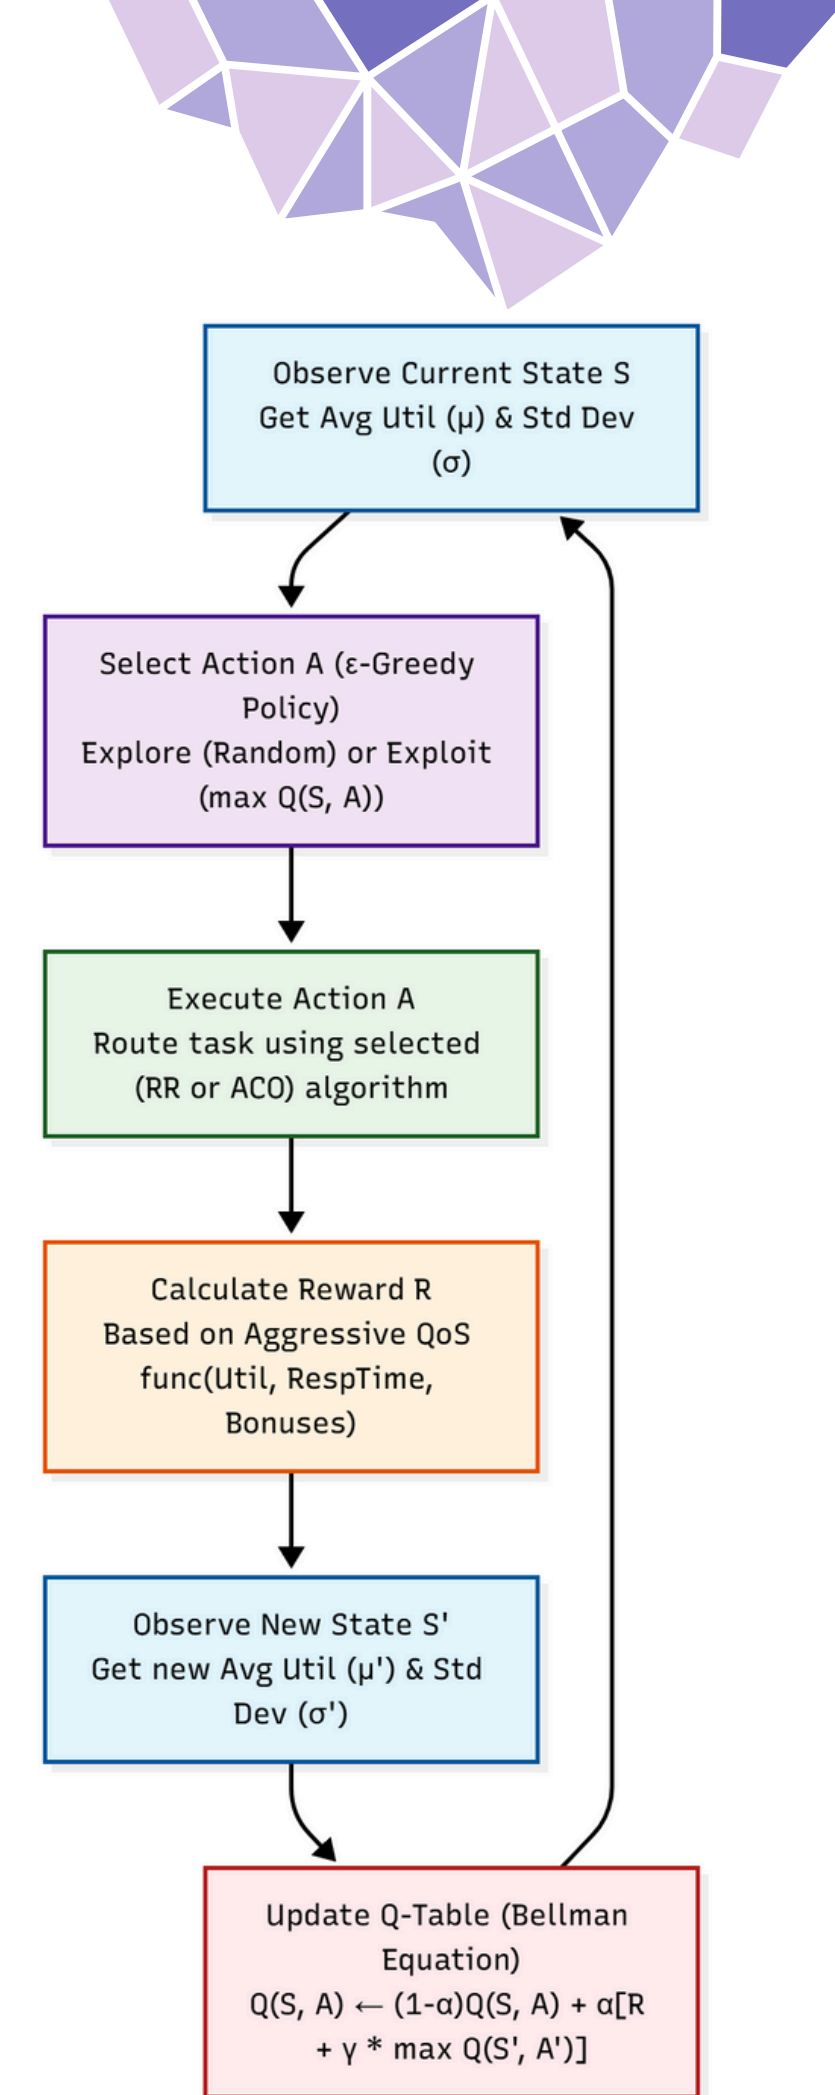 Observe Current State S
Get Avg Util (μ) & Std Dev
(σ)
Select Action A (ε-Greedy
Policy)
Explore (Random) or Exploit
(max Q(S, A))
Execute Action A
Route task using selected
(RR or ACO) algorithm
Calculate Reward R
Based on Aggressive QoS
func(Util, RespTime,
Bonuses)
Observe New State S'
Get new Avg Util (μ') & Std
Dev (σ')
Update Q-Table (Bellman
Equation)
Q(S, A) ← (1-α)Q(S, A) + α[R
+ γ * max Q(S', A')]